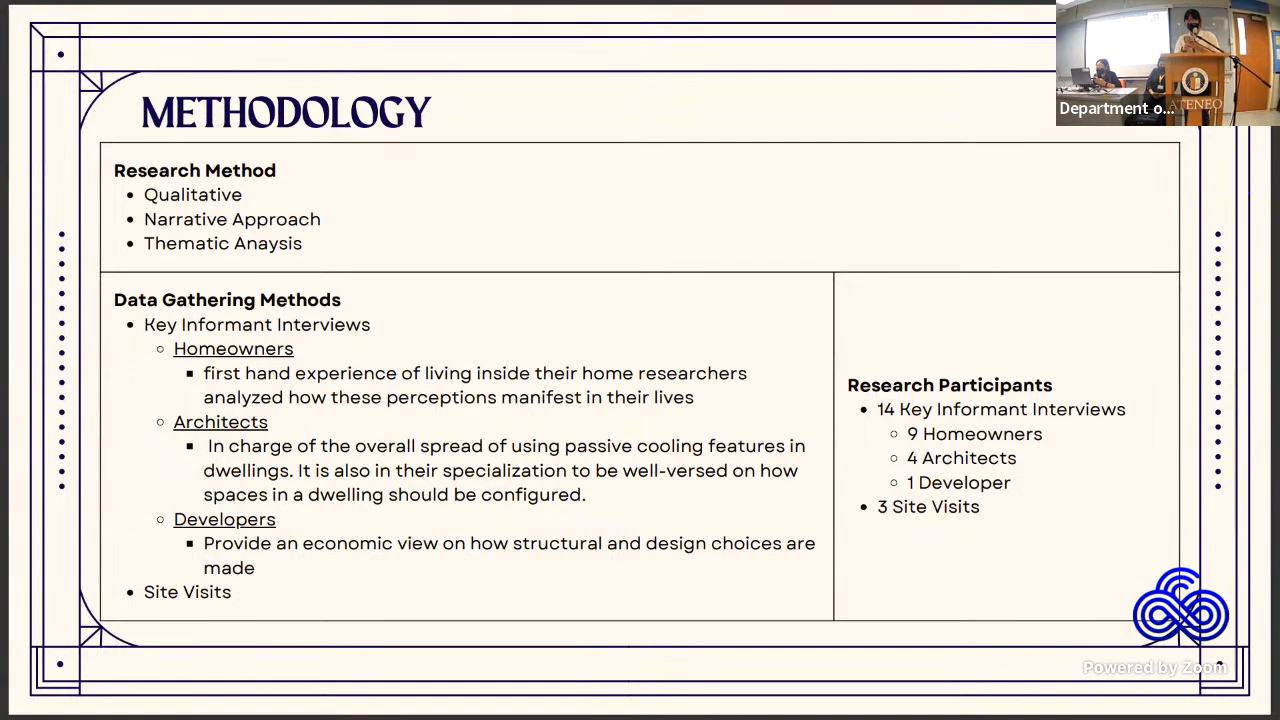 METHODOLOGY
Research Method
• Qualitative
• Narrative Approach
• Thematic Anaysis
Data Gathering Methods
• Key Informant Interviews
○ Homeowners
▪ first hand experience of living inside their home researchers
analyzed how these perceptions manifest in their lives
○ Architects
▪ In charge of the overall spread of using passive cooling features in
dwellings. It is also in their specialization to be well-versed on how
spaces in a dwelling should be configured.
○ Developers
▪ Provide an economic view on how structural and design choices are
made
• Site Visits
Research Participants
• 14 Key Informant Interviews
○ 9 Homeowners
○ 4 Architects
○ 1 Developer
• 3 Site Visits
Department o...
ATENEO
Powered by Zoom